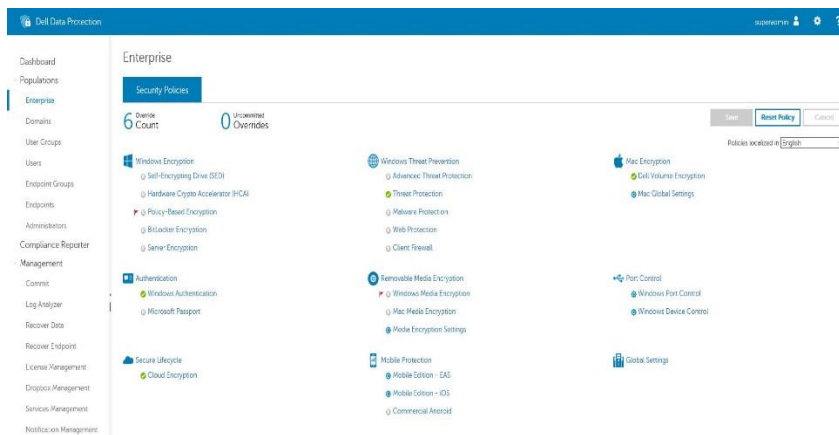 Dell Data Protection
superadmin
?
Dashboard
Populations
Enterprise
Domains
User Groups
Users
Endpoint Groups
Endpoints
Administrators
Compliance Reporter
Management
Commit
Log Analyzer
Recover Data
Recover Endpoint
License Management
Dropbox Management
Services Management
Notification Management
Enterprise
Security Policies
6 Override Count
0 Uncommitted Overrides
Save
Reset Policy
Cancel
Policies localized in English
Windows Encryption
Self-Encrypting Drive (SED)
Hardware Crypto Accelerator (HCA)
Policy-Based Encryption
BitLocker Encryption
Server Encryption
Windows Threat Prevention
Advanced Threat Protection
Threat Protection
Malware Protection
Web Protection
Client Firewall
Mac Encryption
Dell Volume Encryption
Mac Global Settings
Authentication
Windows Authentication
Microsoft Passport
Removable Media Encryption
Windows Media Encryption
Mac Media Encryption
Media Encryption Settings
Port Control
Windows Port Control
Windows Device Control
Secure Lifecycle
Cloud Encryption
Mobile Protection
Mobile Edition - EAS
Mobile Edition - iOS
Commercial Android
Global Settings